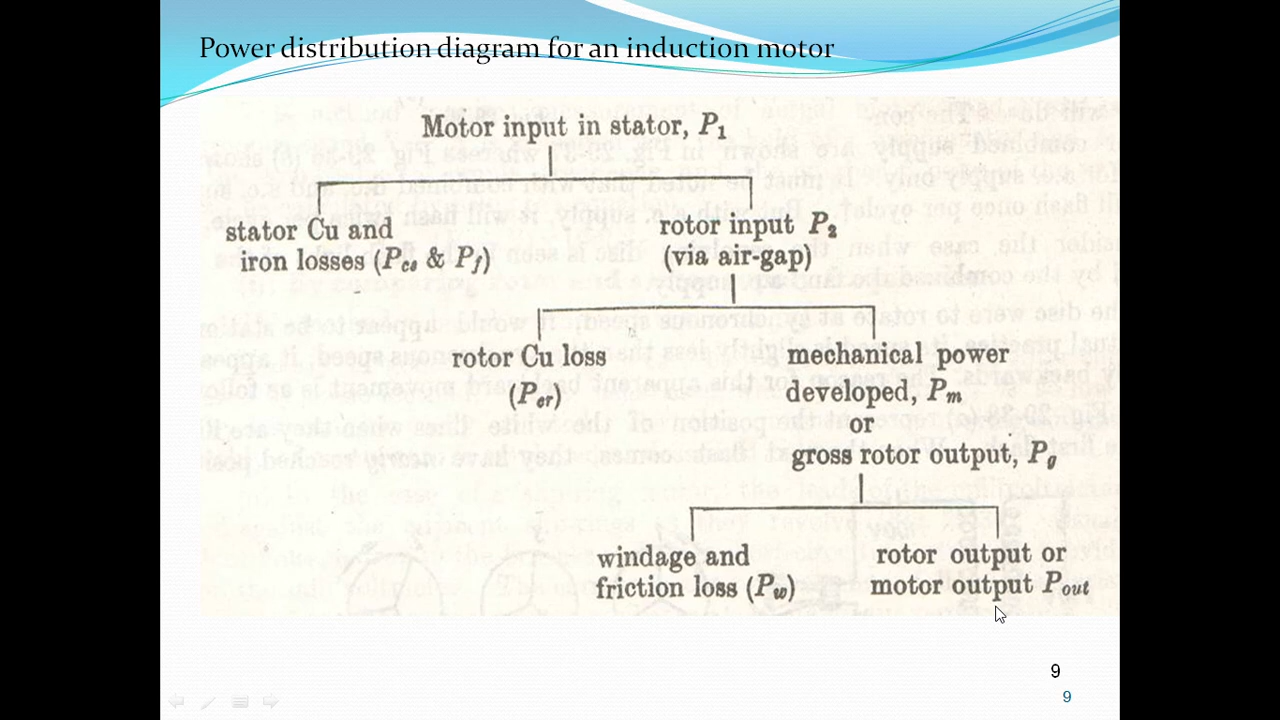 Power distribution diagram for an induction motor
Motor input in stator, P₁
stator Cu and
iron losses (Pcs & Pf)
rotor input P₂
(via air-gap)
rotor Cu loss
(Pcr)
mechanical power
developed, Pm
or
gross rotor output, Pg
windage and
friction loss (Pw)
rotor output or
motor output Pout
9
9